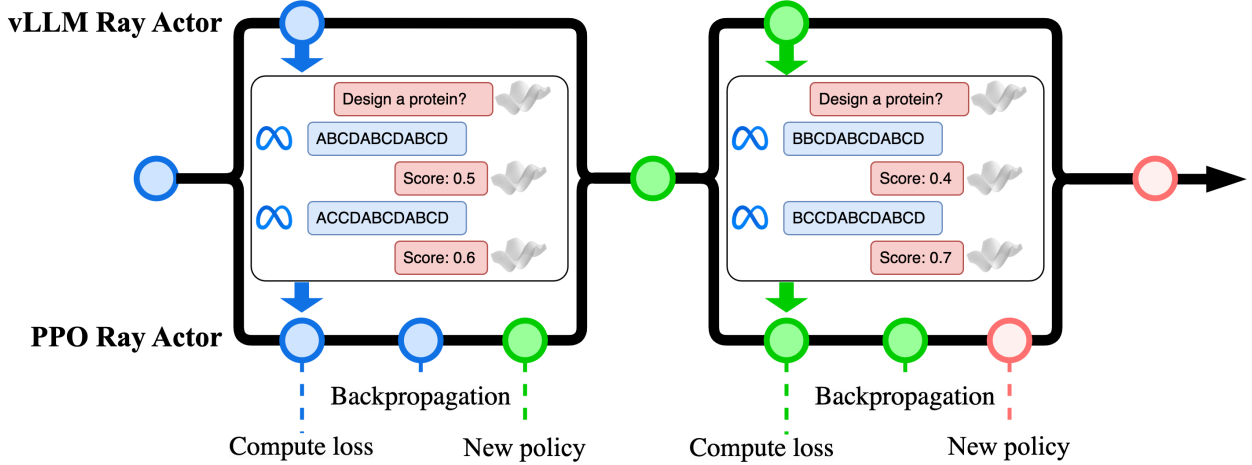 vLLM Ray Actor
Design a protein?
ABCDABCDABCD
Score: 0.5
ACCDABCDABCD
Score: 0.6
Design a protein?
BBCDABCDABCD
Score: 0.4
BCCDABCDABCD
Score: 0.7
PPO Ray Actor
Backpropagation
Compute loss
New policy
Backpropagation
Compute loss
New policy